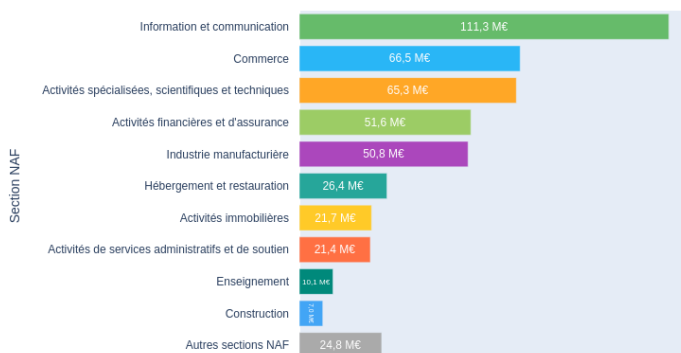 Section NAF
Information et communication 111,3 M€
Commerce 66,5 M€
Activités spécialisées, scientifiques et techniques 65,3 M€
Activités financières et d'assurance 51,6 M€
Industrie manufacturière 50,8 M€
Hébergement et restauration 26,4 M€
Activités immobilières 21,7 M€
Activités de services administratifs et de soutien 21,4 M€
Enseignement 10,1 M€
Construction 7,0 M€
Autres sections NAF 24,8 M€